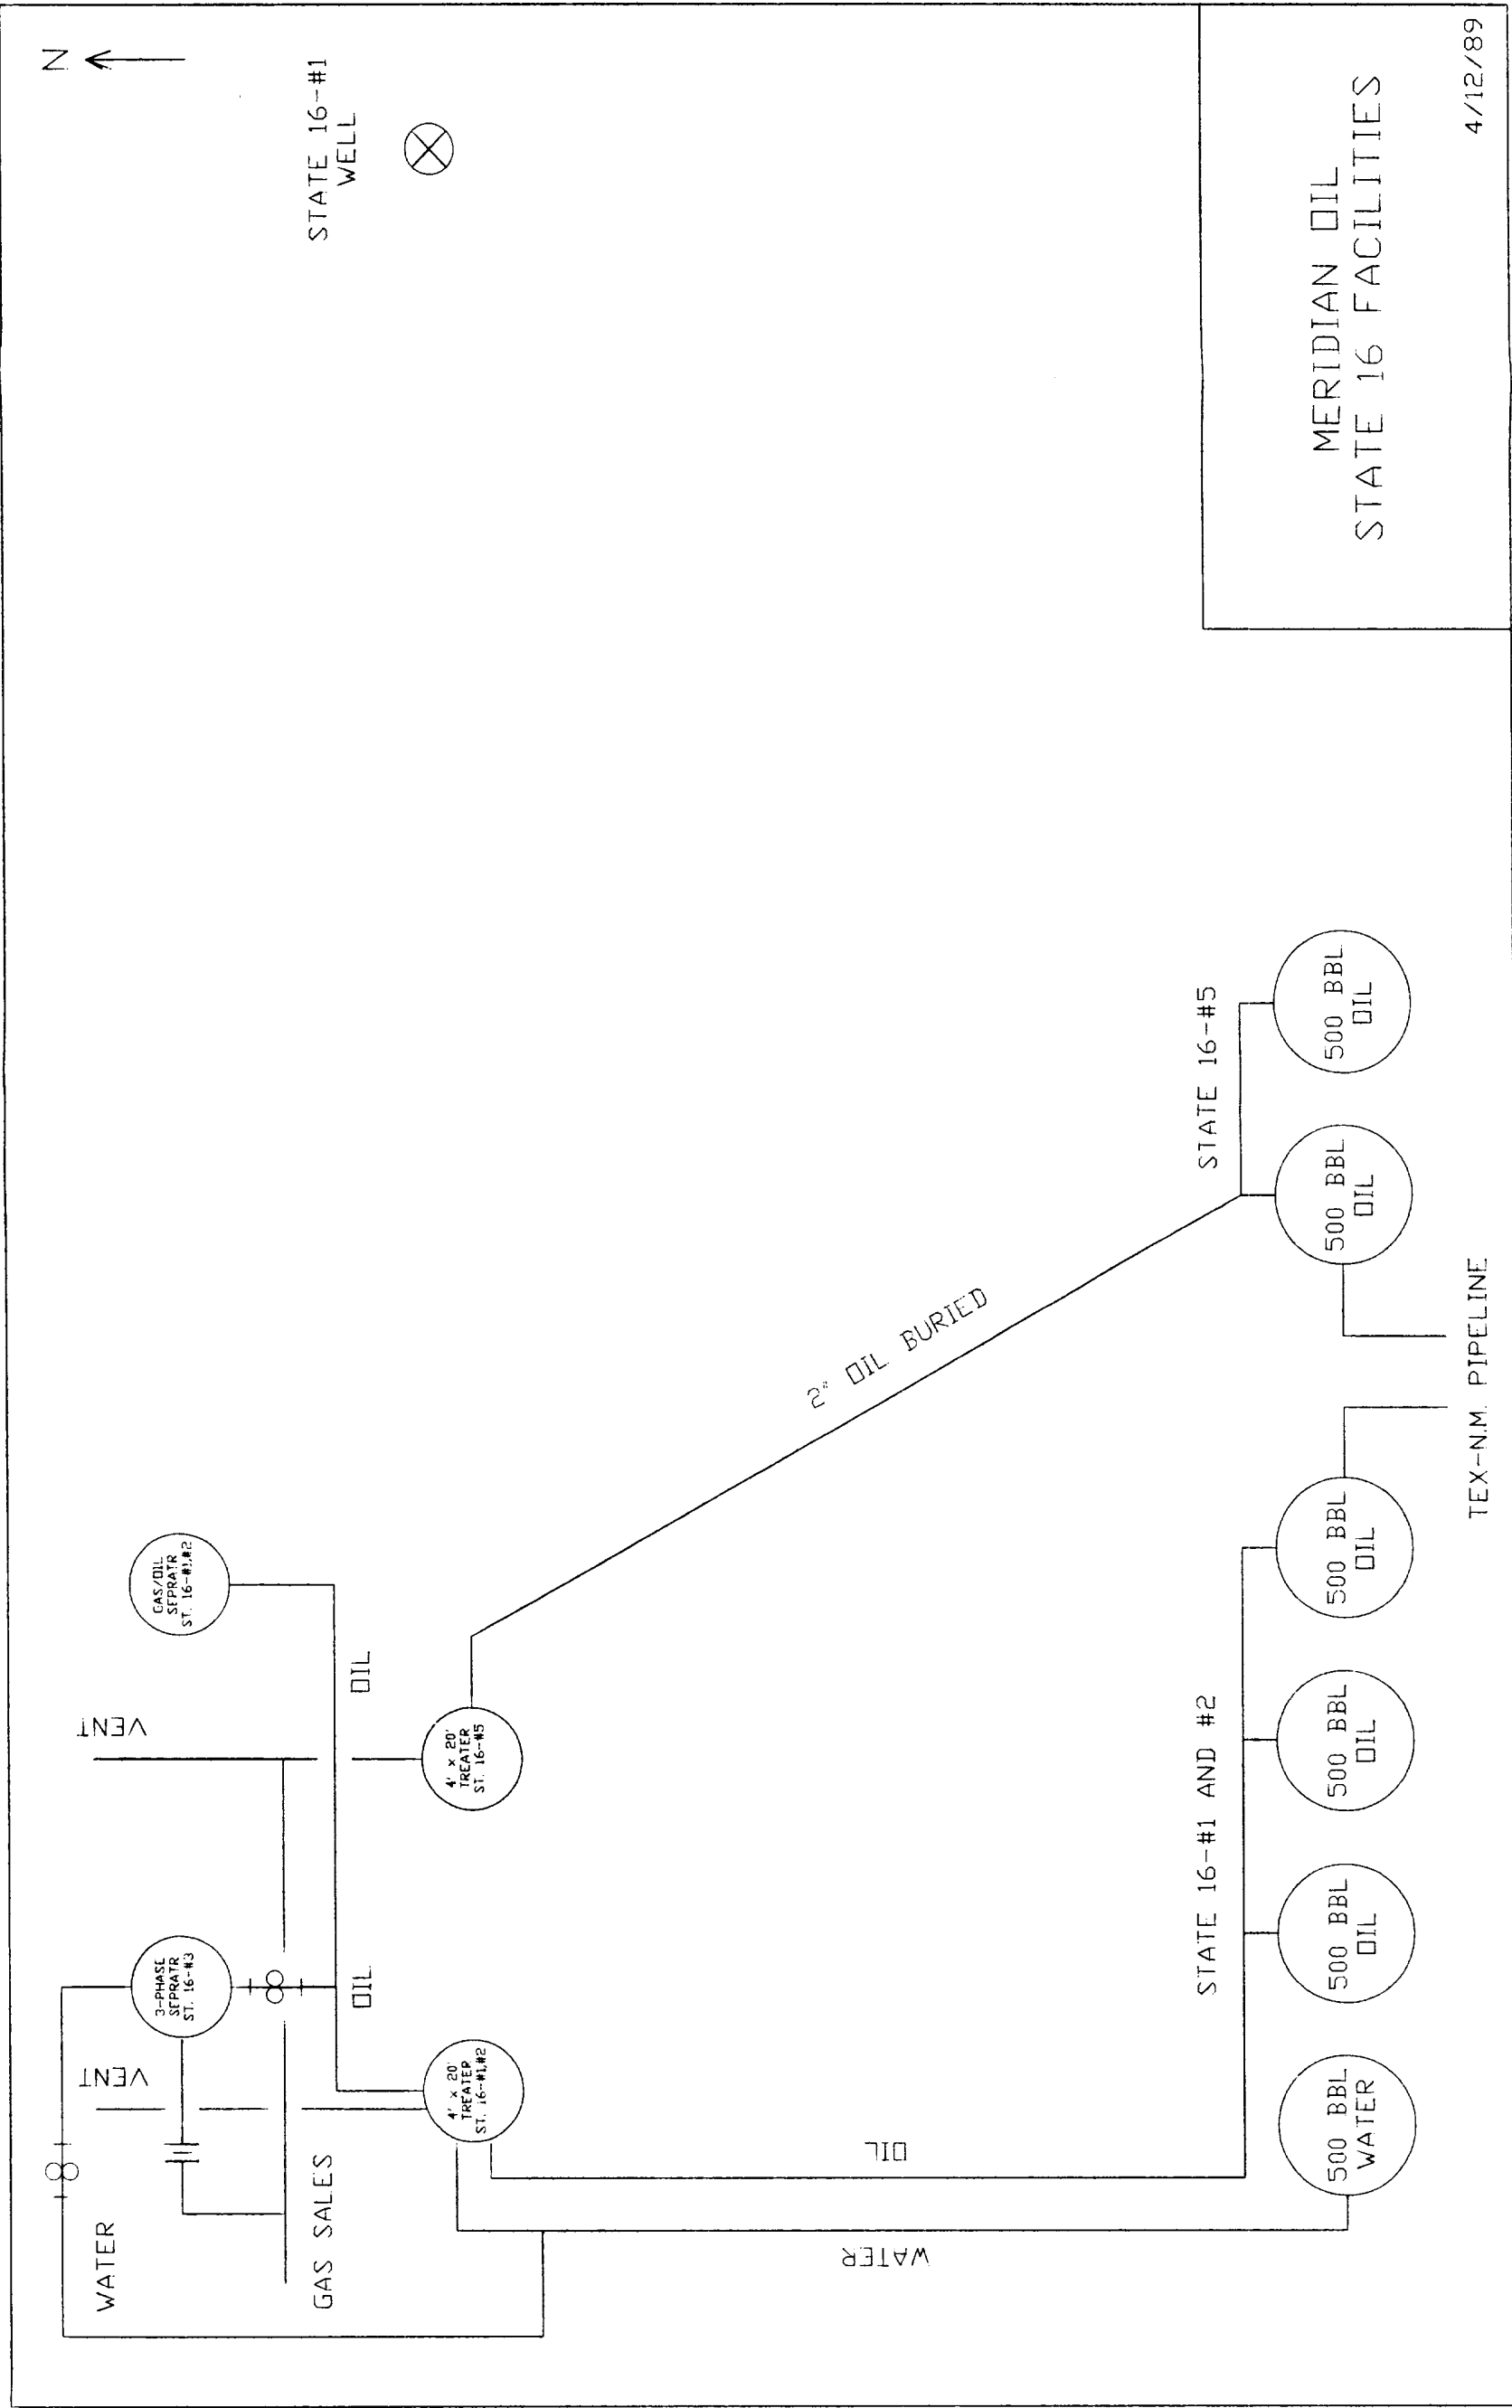 N
STATE 16-#1
WELL
WATER
VENT
VENT
3-PHASE
SEPRATR
ST. 16-#3
GAS/OIL
SEPRATR
ST. 16-#1,#2
GAS SALES
OIL
OIL
4' x 20'
TREATER
ST. 16-#1,#2
4' x 20'
TREATER
ST. 16-#5
2" OIL BURIED
WATER
OIL
STATE 16-#1 AND #2
STATE 16-#5
500 BBL
WATER
500 BBL
OIL
500 BBL
OIL
500 BBL
OIL
500 BBL
OIL
500 BBL
OIL
TEX-N.M. PIPELINE
MERIDIAN OIL
STATE 16 FACILITIES
4/12/89